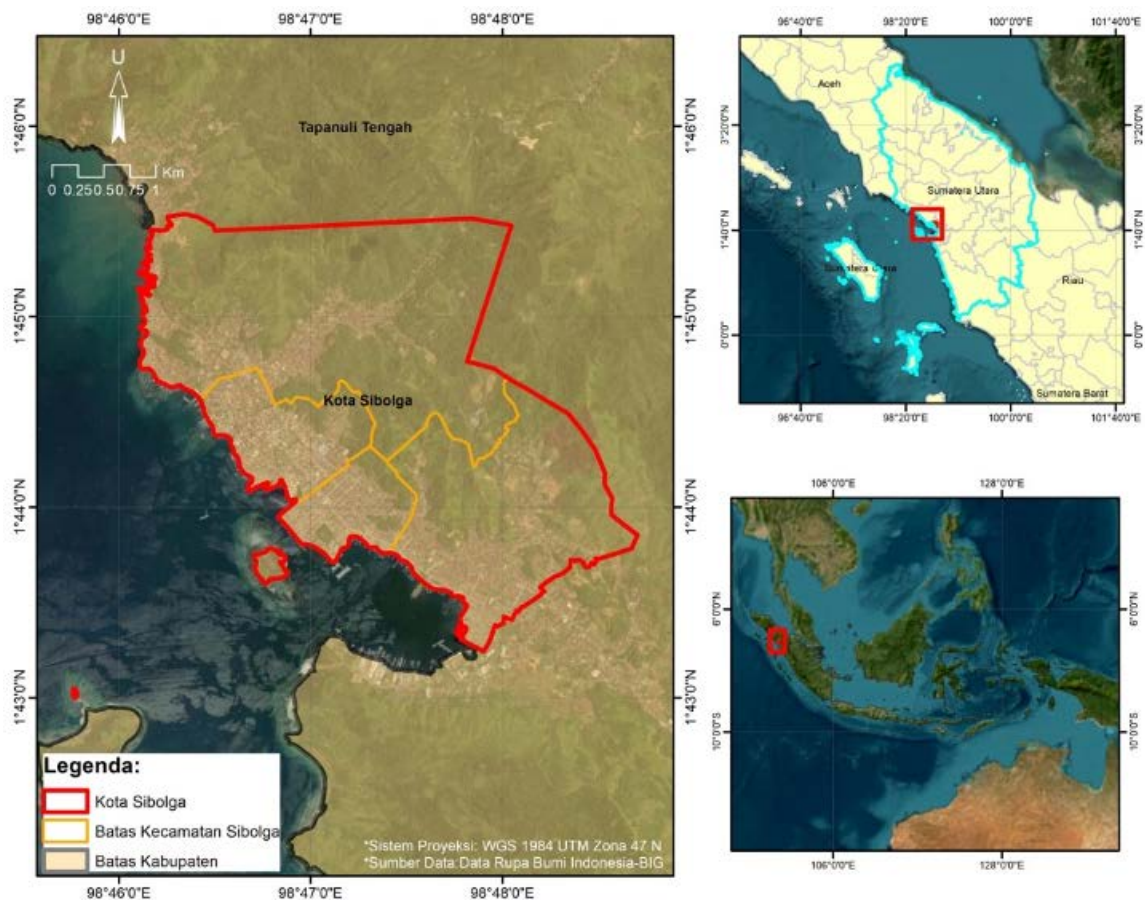 98°46'0"E 98°47'0"E 98°48'0"E
U
Tapanuli Tengah
Km
0 0.250.50.75 1
1°46'0"N
1°46'0"N
1°45'0"N
1°45'0"N
Kota Sibolga
1°44'0"N
1°44'0"N
1°43'0"N
1°43'0"N
Legenda:
Kota Sibolga
Batas Kecamatan Sibolga
Batas Kabupaten
*Sistem Proyeksi: WGS 1984 UTM Zona 47 N
*Sumber Data:Data Rupa Bumi Indonesia-BIG
98°46'0"E 98°47'0"E 98°48'0"E
96°40'0"E 98°20'0"E 100°0'0"E 101°40'0"E
Aceh
3°20'0"N
3°20'0"N
Sumatera Utara
1°40'0"N
1°40'0"N
Sumatera Utara
Riau
0°0'0"N
0°0'0"N
Sumatera Barat
96°40'0"E 98°20'0"E 100°0'0"E 101°40'0"E
106°0'0"E 128°0'0"E
6°0'0"N
6°0'0"N
10°0'0"S
10°0'0"S
106°0'0"E 128°0'0"E